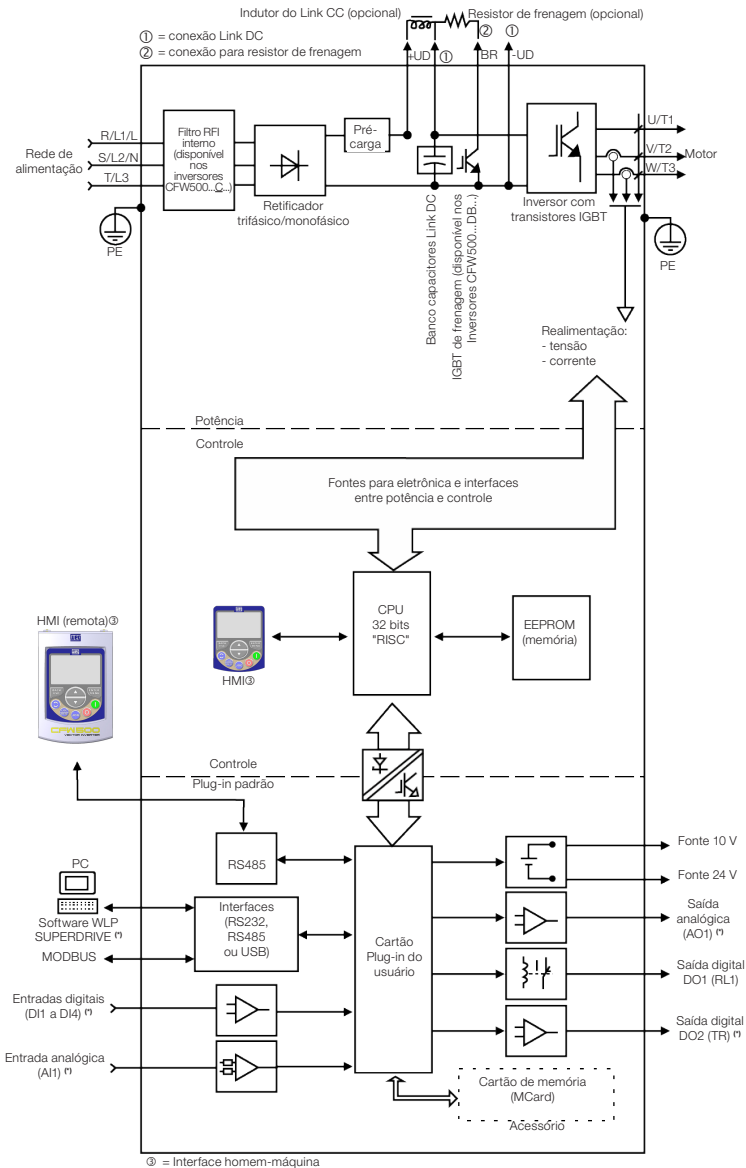 Indutor do Link CC (opcional)
Resistor de frenagem (opcional)
① = conexão Link DC
② = conexão para resistor de frenagem
② ①
+UD ① BR -UD
R/L1/L
S/L2/N
T/L3
Rede de
alimentação
PE
Filtro RFI
interno
(disponível
nos
inversores
CFW500...C...)
Retificador
trifásico/monofásico
Pré-
carga
Banco capacitores Link DC
IGBT de frenagem (disponível nos
Inversores CFW500...DB...)
Inversor com
transistores IGBT
U/T1
V/T2
W/T3
Motor
PE
Realimentação:
- tensão
- corrente
Potência
Controle
Fontes para eletrônica e interfaces
entre potência e controle
HMI (remota)③
CFW500
VECTOR INVERTER
HMI③
CPU
32 bits
"RISC"
EEPROM
(memória)
Controle
Plug-in padrão
RS485
PC
Software WLP
SUPERDRIVE (*)
MODBUS
Interfaces
(RS232,
RS485
ou USB)
Entradas digitais
(DI1 a DI4) (*)
Entrada analógica
(AI1) (*)
Cartão
Plug-in do
usuário
Fonte 10 V
Fonte 24 V
Saída
analógica
(AO1) (*)
Saída digital
DO1 (RL1)
Saída digital
DO2 (TR) (*)
Cartão de memória
(MCard)
Acessório
③ = Interface homem-máquina